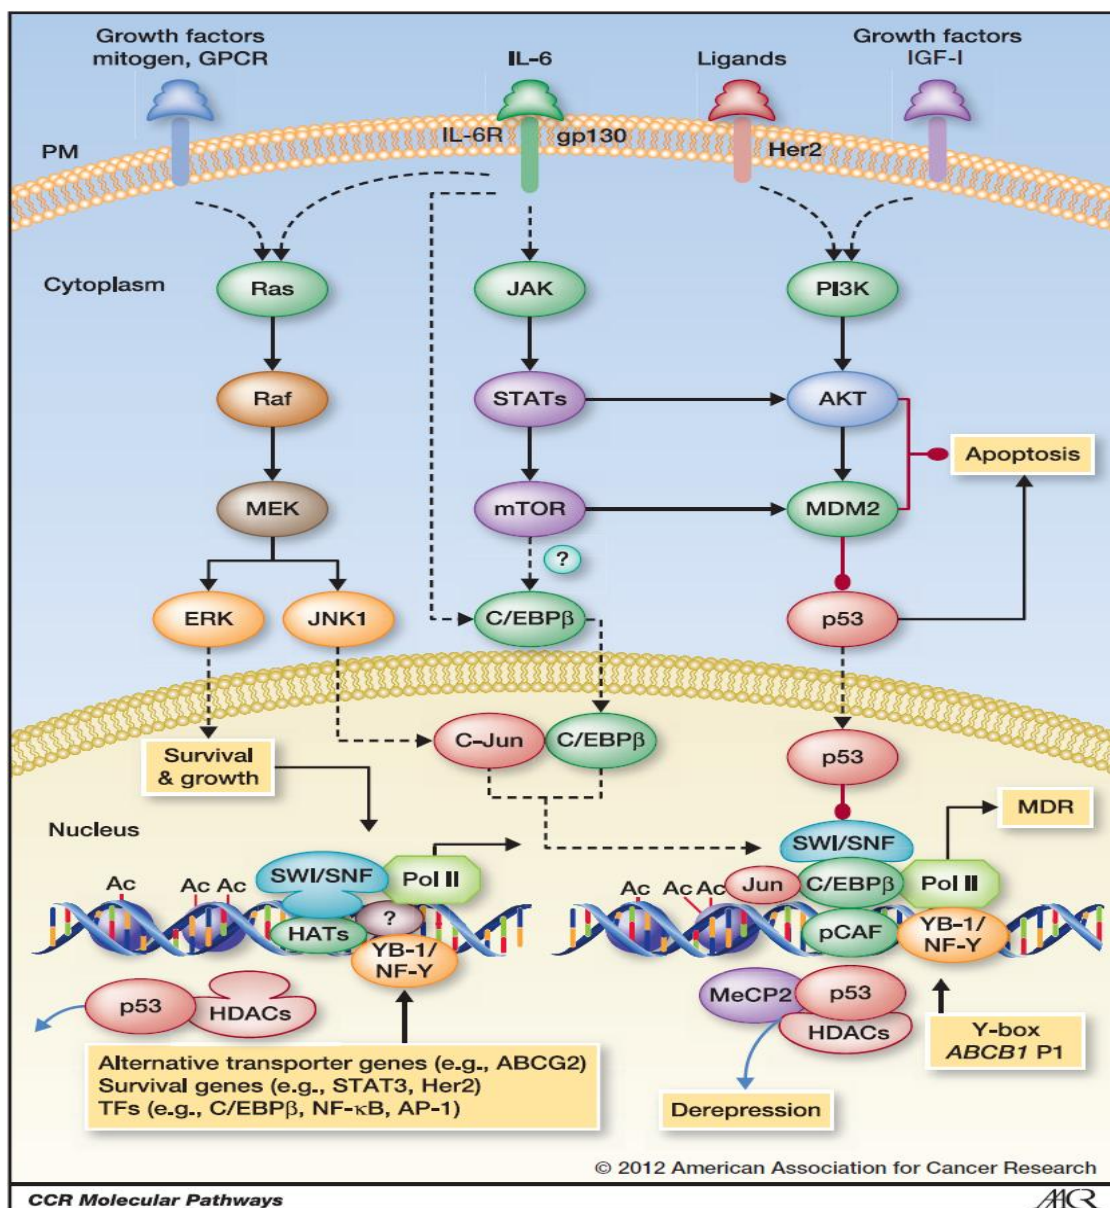 Growth factors
mitogen, GPCR
IL-6
Ligands
Growth factors
IGF-I
PM
IL-6R
gp130
Her2
Cytoplasm
Ras
JAK
PI3K
Raf
STATs
AKT
Apoptosis
MEK
mTOR
MDM2
?
ERK
JNK1
C/EBPβ
p53
Survival
& growth
C-Jun
C/EBPβ
p53
MDR
Nucleus
SWI/SNF
Pol II
Ac
Ac Ac
?
HATs
YB-1/
NF-Y
SWI/SNF
Ac
Ac Ac
Jun
C/EBPβ
Pol II
pCAF
YB-1/
NF-Y
p53
HDACs
MeCP2
p53
HDACs
Y-box
ABCB1 P1
Alternative transporter genes (e.g., ABCG2)
Survival genes (e.g., STAT3, Her2)
TFs (e.g., C/EBPβ, NF-κB, AP-1)
Derepression
© 2012 American Association for Cancer Research
CCR Molecular Pathways
AACR